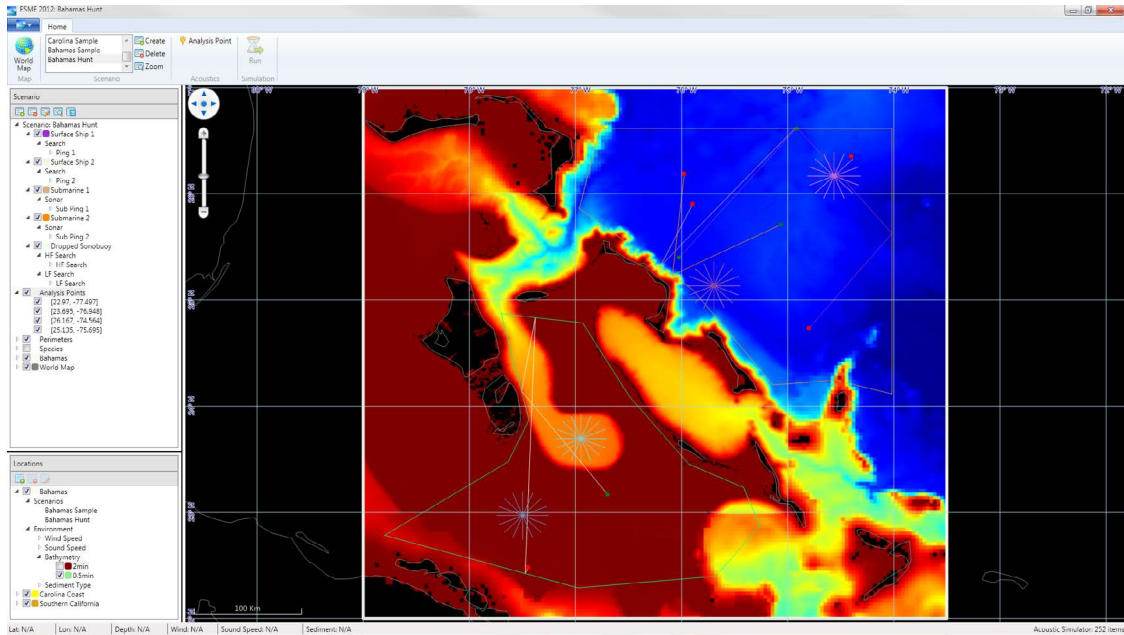 ESME 2012: Bahamas Hunt
Home
World Map
Map
Carolina Sample
Bahamas Sample
Bahamas Hunt
Create
Delete
Zoom
Scenario
Analysis Point
Acoustics
Run
Simulation
Scenario
Scenario: Bahamas Hunt
Surface Ship 1
Search
Ping 1
Surface Ship 2
Search
Ping 2
Submarine 1
Sonar
Sub Ping 1
Submarine 2
Sonar
Sub Ping 2
Dropped Sonobuoy
HF Search
HF Search
LF Search
LF Search
Analysis Points
[22.97, -77.497]
[23.695, -76.948]
[26.167, -74.564]
[25.135, -75.695]
Perimeters
Species
Bahamas
World Map
Locations
Bahamas
Scenarios
Bahamas Sample
Bahamas Hunt
Environment
Wind Speed
Sound Speed
Bathymetry
2min
0.5min
Sediment Type
Carolina Coast
Southern California
73° W
72° W
100 Km
Lat: N/A
Lon: N/A
Depth: N/A
Wind: N/A
Sound Speed: N/A
Sediment: N/A
Acoustic Simulator: 252 items